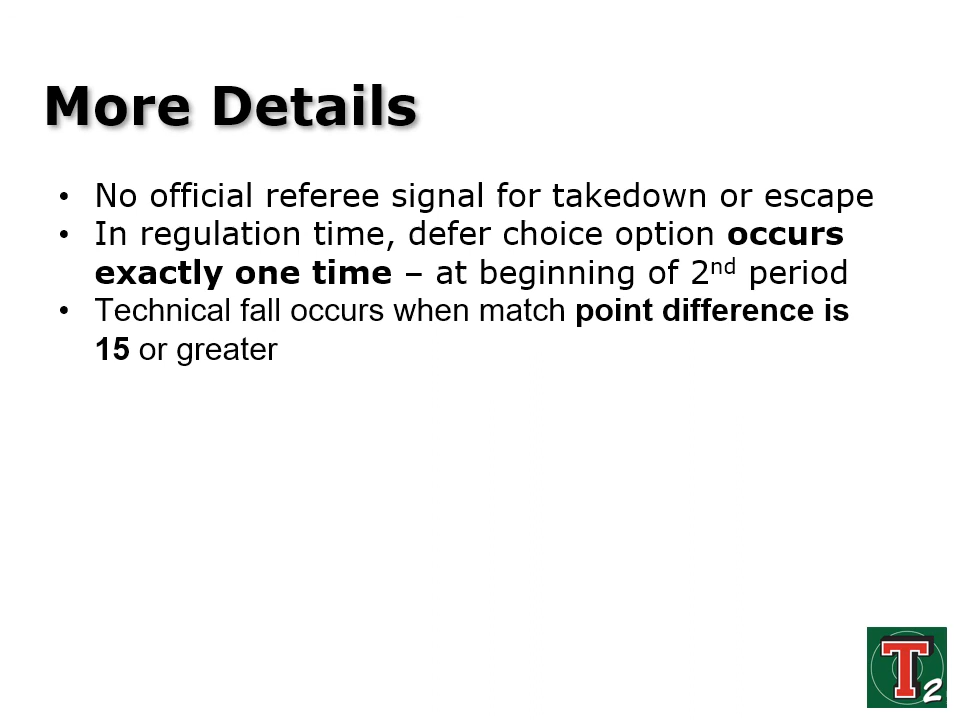 More Details
• No official referee signal for takedown or escape
• In regulation time, defer choice option occurs
exactly one time – at beginning of 2nd period
• Technical fall occurs when match point difference is
15 or greater
T2